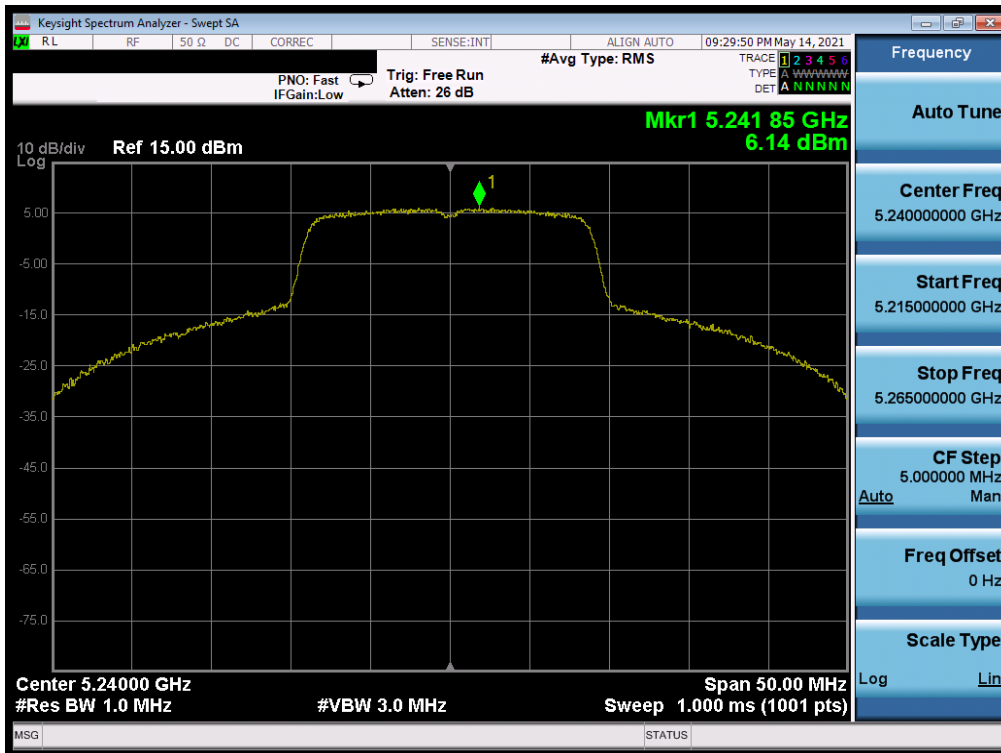 Keysight Spectrum Analyzer - Swept SA
LXI RL RF 50 Ω DC CORREC SENSE:INT ALIGN AUTO 09:29:50 PM May 14, 2021
PNO: Fast
IFGain:Low
Trig: Free Run
Atten: 26 dB
#Avg Type: RMS
TRACE 1 2 3 4 5 6
TYPE A WWWWW
DET A N N N N N
Mkr1 5.241 85 GHz
6.14 dBm
10 dB/div Ref 15.00 dBm
Log
1
5.00
-5.00
-15.0
-25.0
-35.0
-45.0
-55.0
-65.0
-75.0
Center 5.24000 GHz Span 50.00 MHz
#Res BW 1.0 MHz #VBW 3.0 MHz Sweep 1.000 ms (1001 pts)
MSG STATUS
Frequency
Auto Tune
Center Freq
5.240000000 GHz
Start Freq
5.215000000 GHz
Stop Freq
5.265000000 GHz
CF Step
5.000000 MHz
Auto Man
Freq Offset
0 Hz
Scale Type
Log Lin